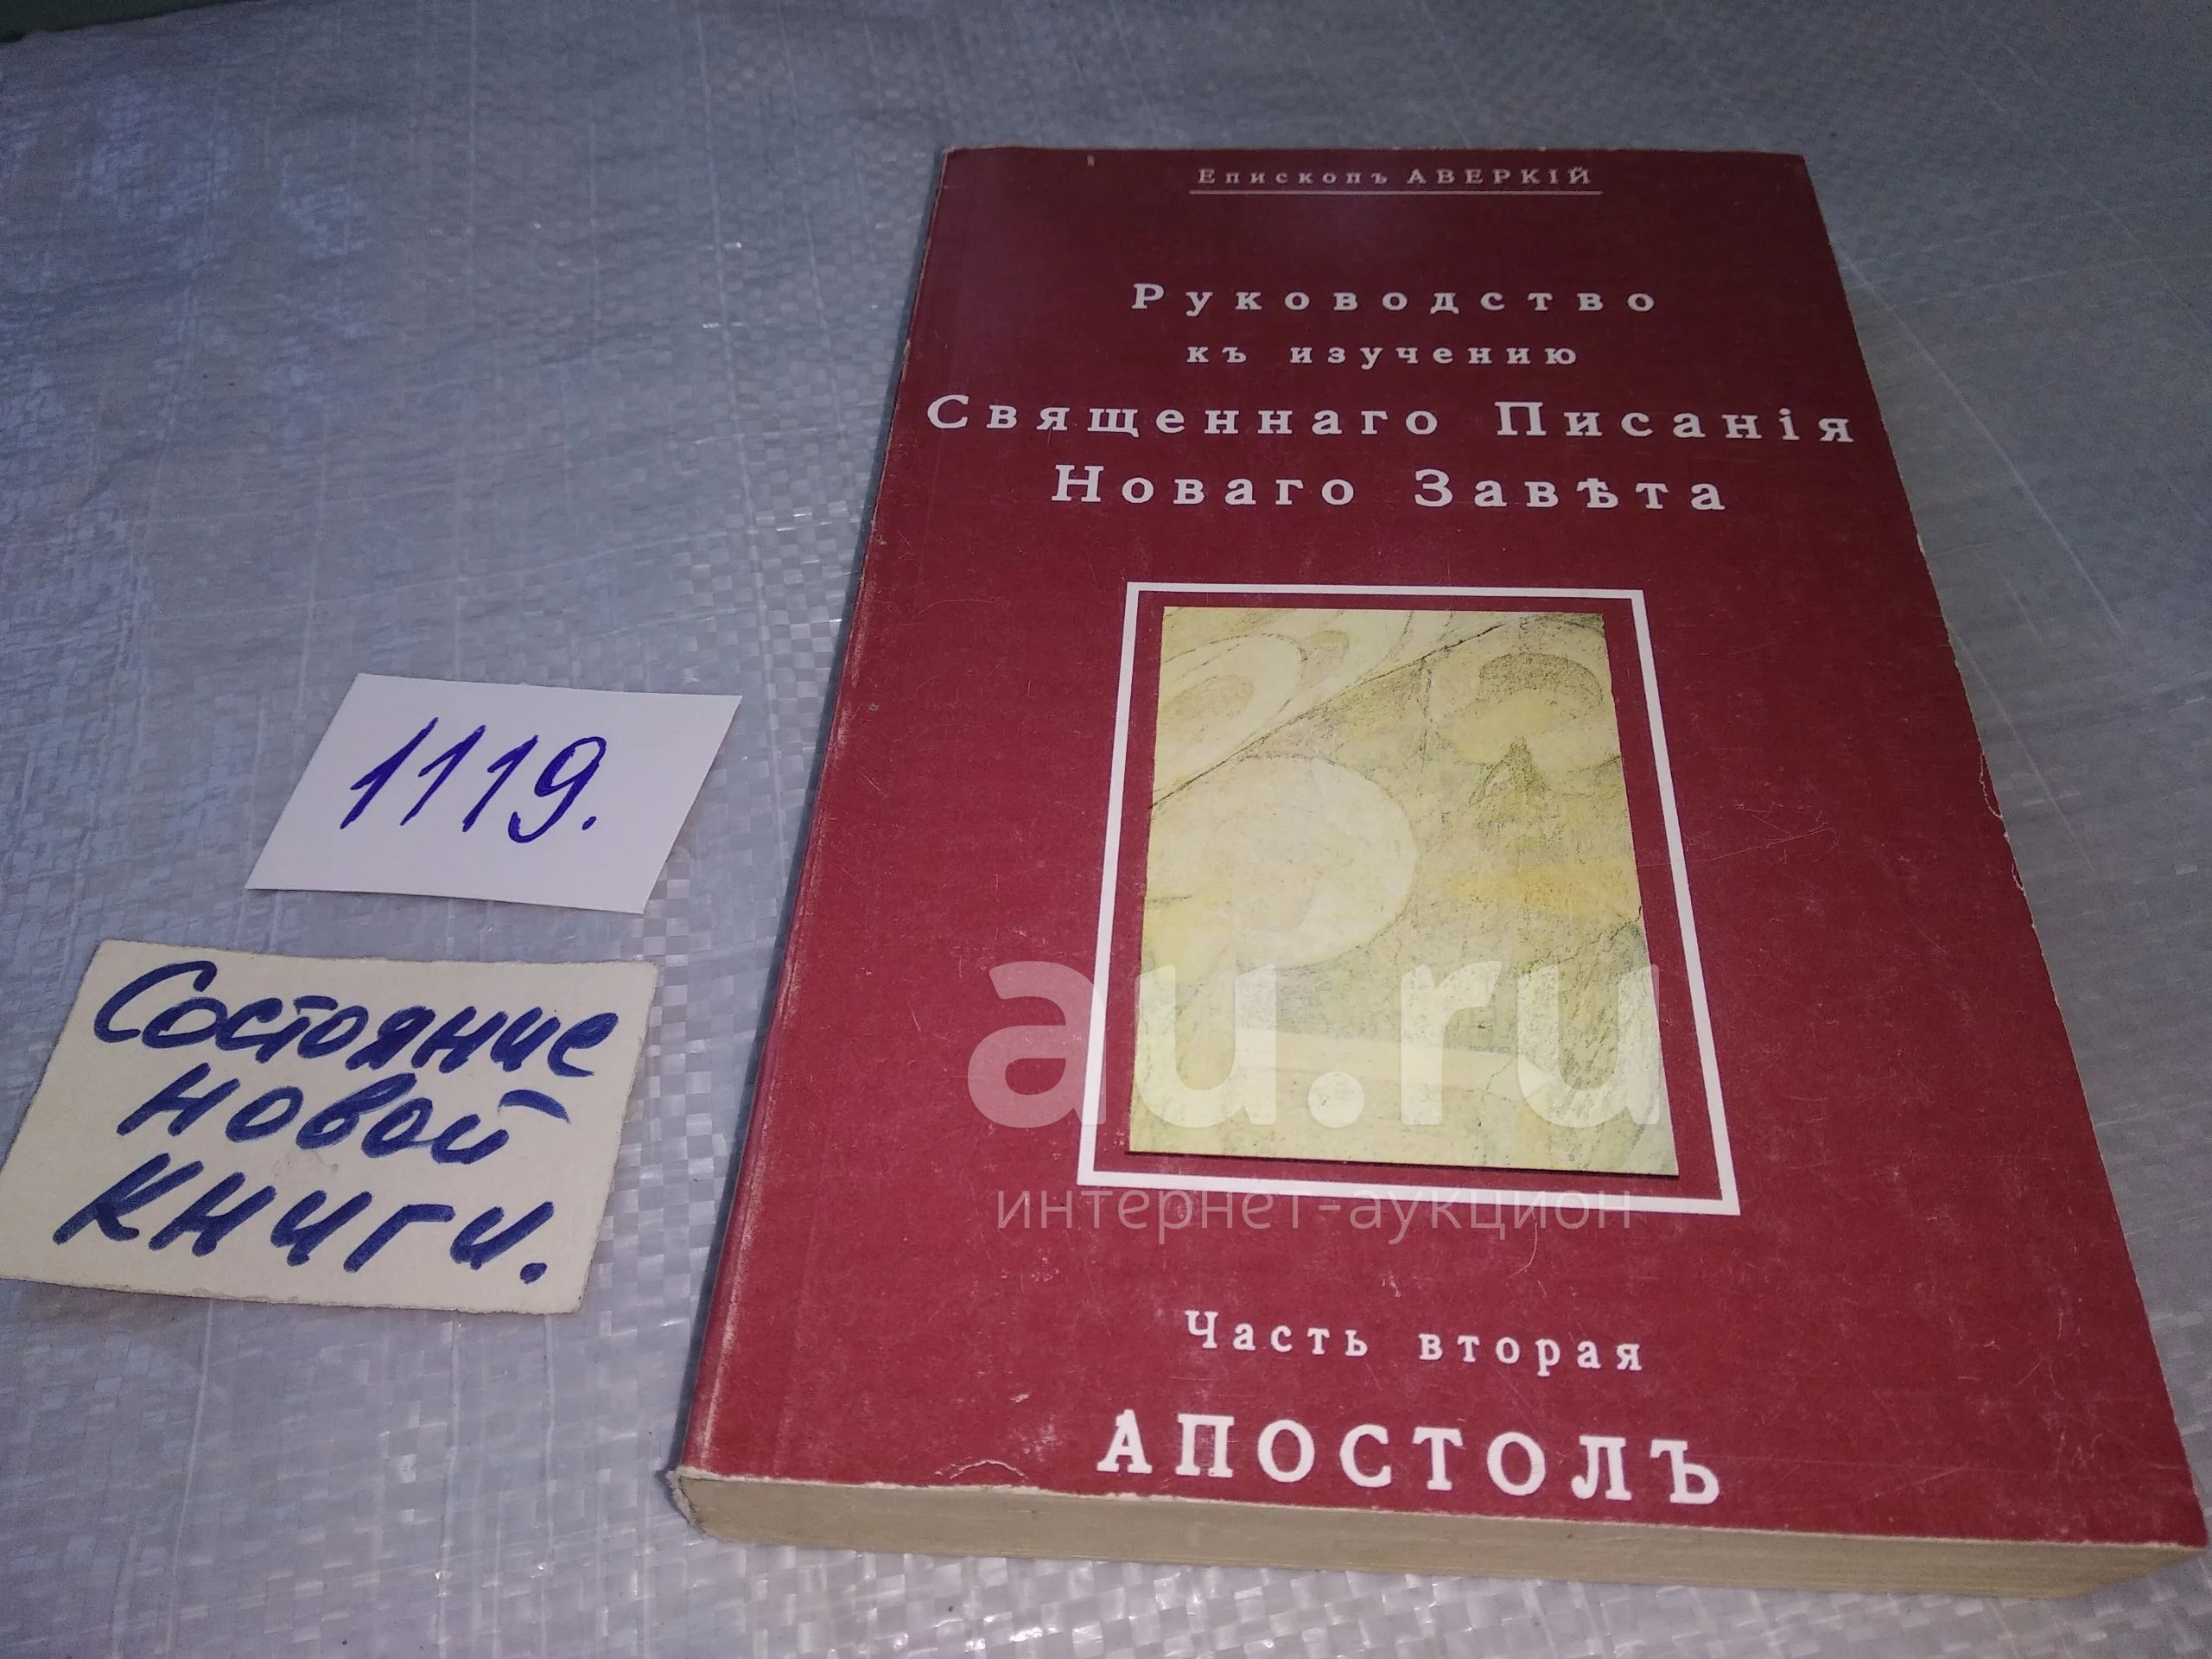 Епископъ АВЕРКІЙ
Руководство
къ изученію
Священнаго Писанія
Новаго Завѣта
1119.
Состояние
новой
книги.
au.ru
интернет-аукцион
Часть вторая
АПОСТОЛЪ